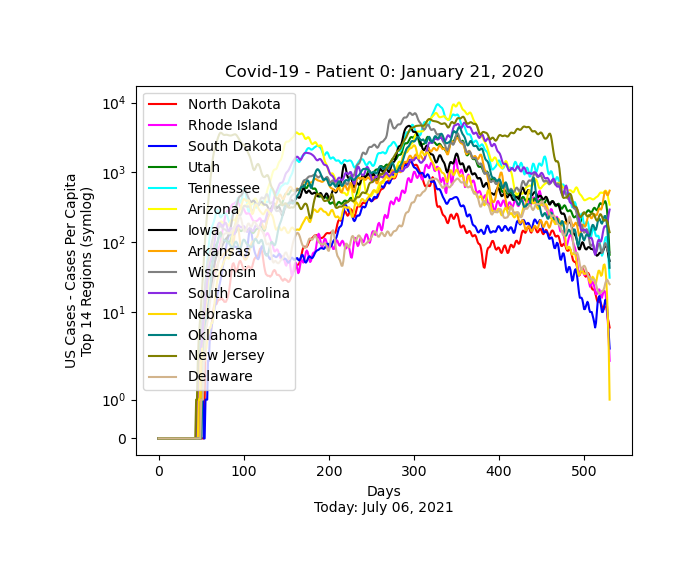 Covid-19 - Patient 0: January 21, 2020
US Cases - Cases Per Capita
Top 14 Regions (symlog)
10^4
10^3
10^2
10^1
10^0
0
North Dakota
Rhode Island
South Dakota
Utah
Tennessee
Arizona
Iowa
Arkansas
Wisconsin
South Carolina
Nebraska
Oklahoma
New Jersey
Delaware
0 100 200 300 400 500
Days
Today: July 06, 2021